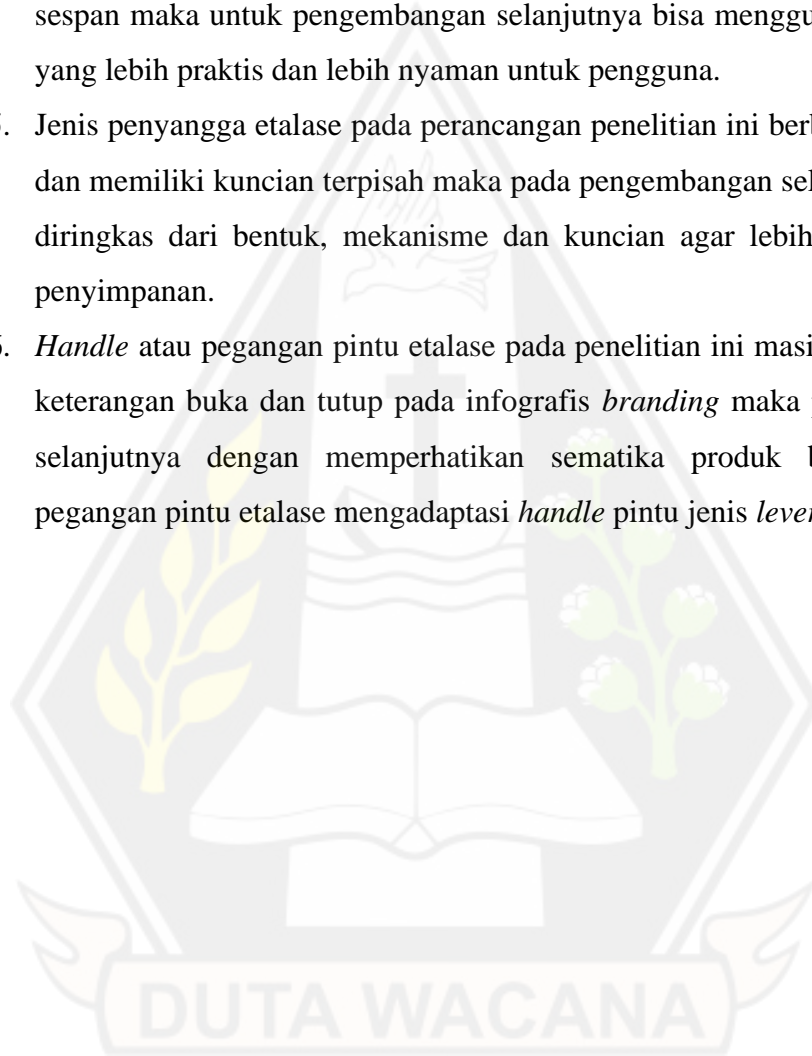 sespan maka untuk pengembangan selanjutnya bisa menggu
yang lebih praktis dan lebih nyaman untuk pengguna.
Jenis penyangga etalase pada perancangan penelitian ini ber
dan memiliki kuncian terpisah maka pada pengembangan sel
diringkas dari bentuk, mekanisme dan kuncian agar lebih
penyimpanan.
Handle atau pegangan pintu etalase pada penelitian ini masi
keterangan buka dan tutup pada infografis branding maka
selanjutnya dengan memperhatikan sematika produk
pegangan pintu etalase mengadaptasi handle pintu jenis lever
DUTA WACANA